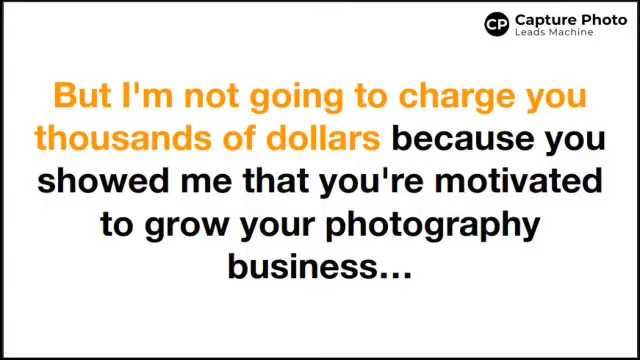 CP Capture Photo
Leads Machine
But I'm not going to charge you
thousands of dollars because you
showed me that you're motivated
to grow your photography
business...